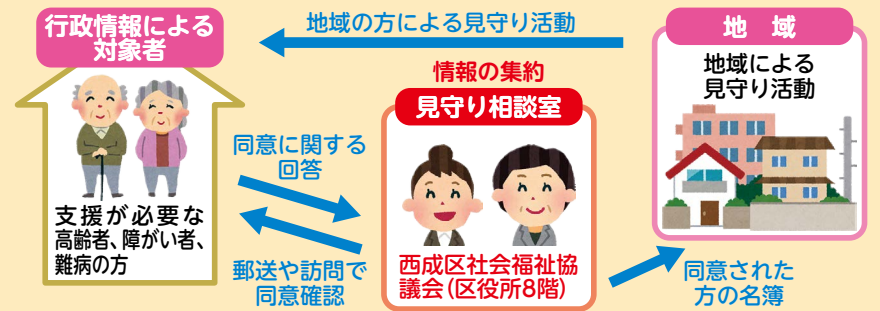 行政情報による
対象者
地域の方による見守り活動
地　域
地域による
見守り活動
情報の集約
見守り相談室
同意に関する
回答
支援が必要な
高齢者、障がい者、
難病の方
郵送や訪問で
同意確認
西成区社会福祉協
議会（区役所8階）
同意された
方の名簿